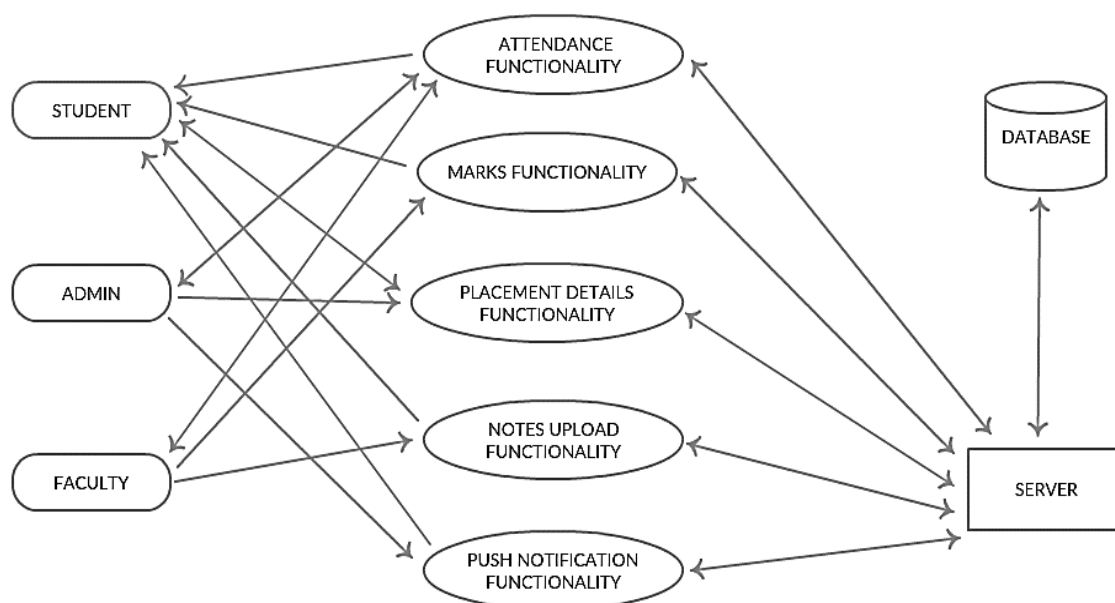 ATTENDANCE
FUNCTIONALITY
STUDENT
DATABASE
MARKS FUNCTIONALITY
ADMIN
PLACEMENT DETAILS
FUNCTIONALITY
NOTES UPLOAD
FUNCTIONALITY
FACULTY
SERVER
PUSH NOTIFICATION
FUNCTIONALITY